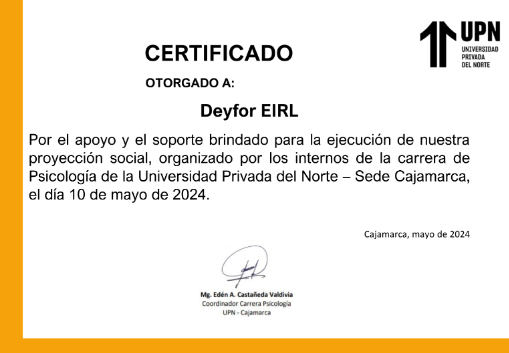 UPN
UNIVERSIDAD
PRIVADA
DEL NORTE
CERTIFICADO
OTORGADO A:
Deyfor EIRL
Por el apoyo y el soporte brindado para la ejecución de nuestra
proyección social, organizado por los internos de la carrera de
Psicología de la Universidad Privada del Norte – Sede Cajamarca,
el día 10 de mayo de 2024.
Cajamarca, mayo de 2024
Mg. Edén A. Castañeda Valdivia
Coordinador Carrera Psicología
UPN - Cajamarca